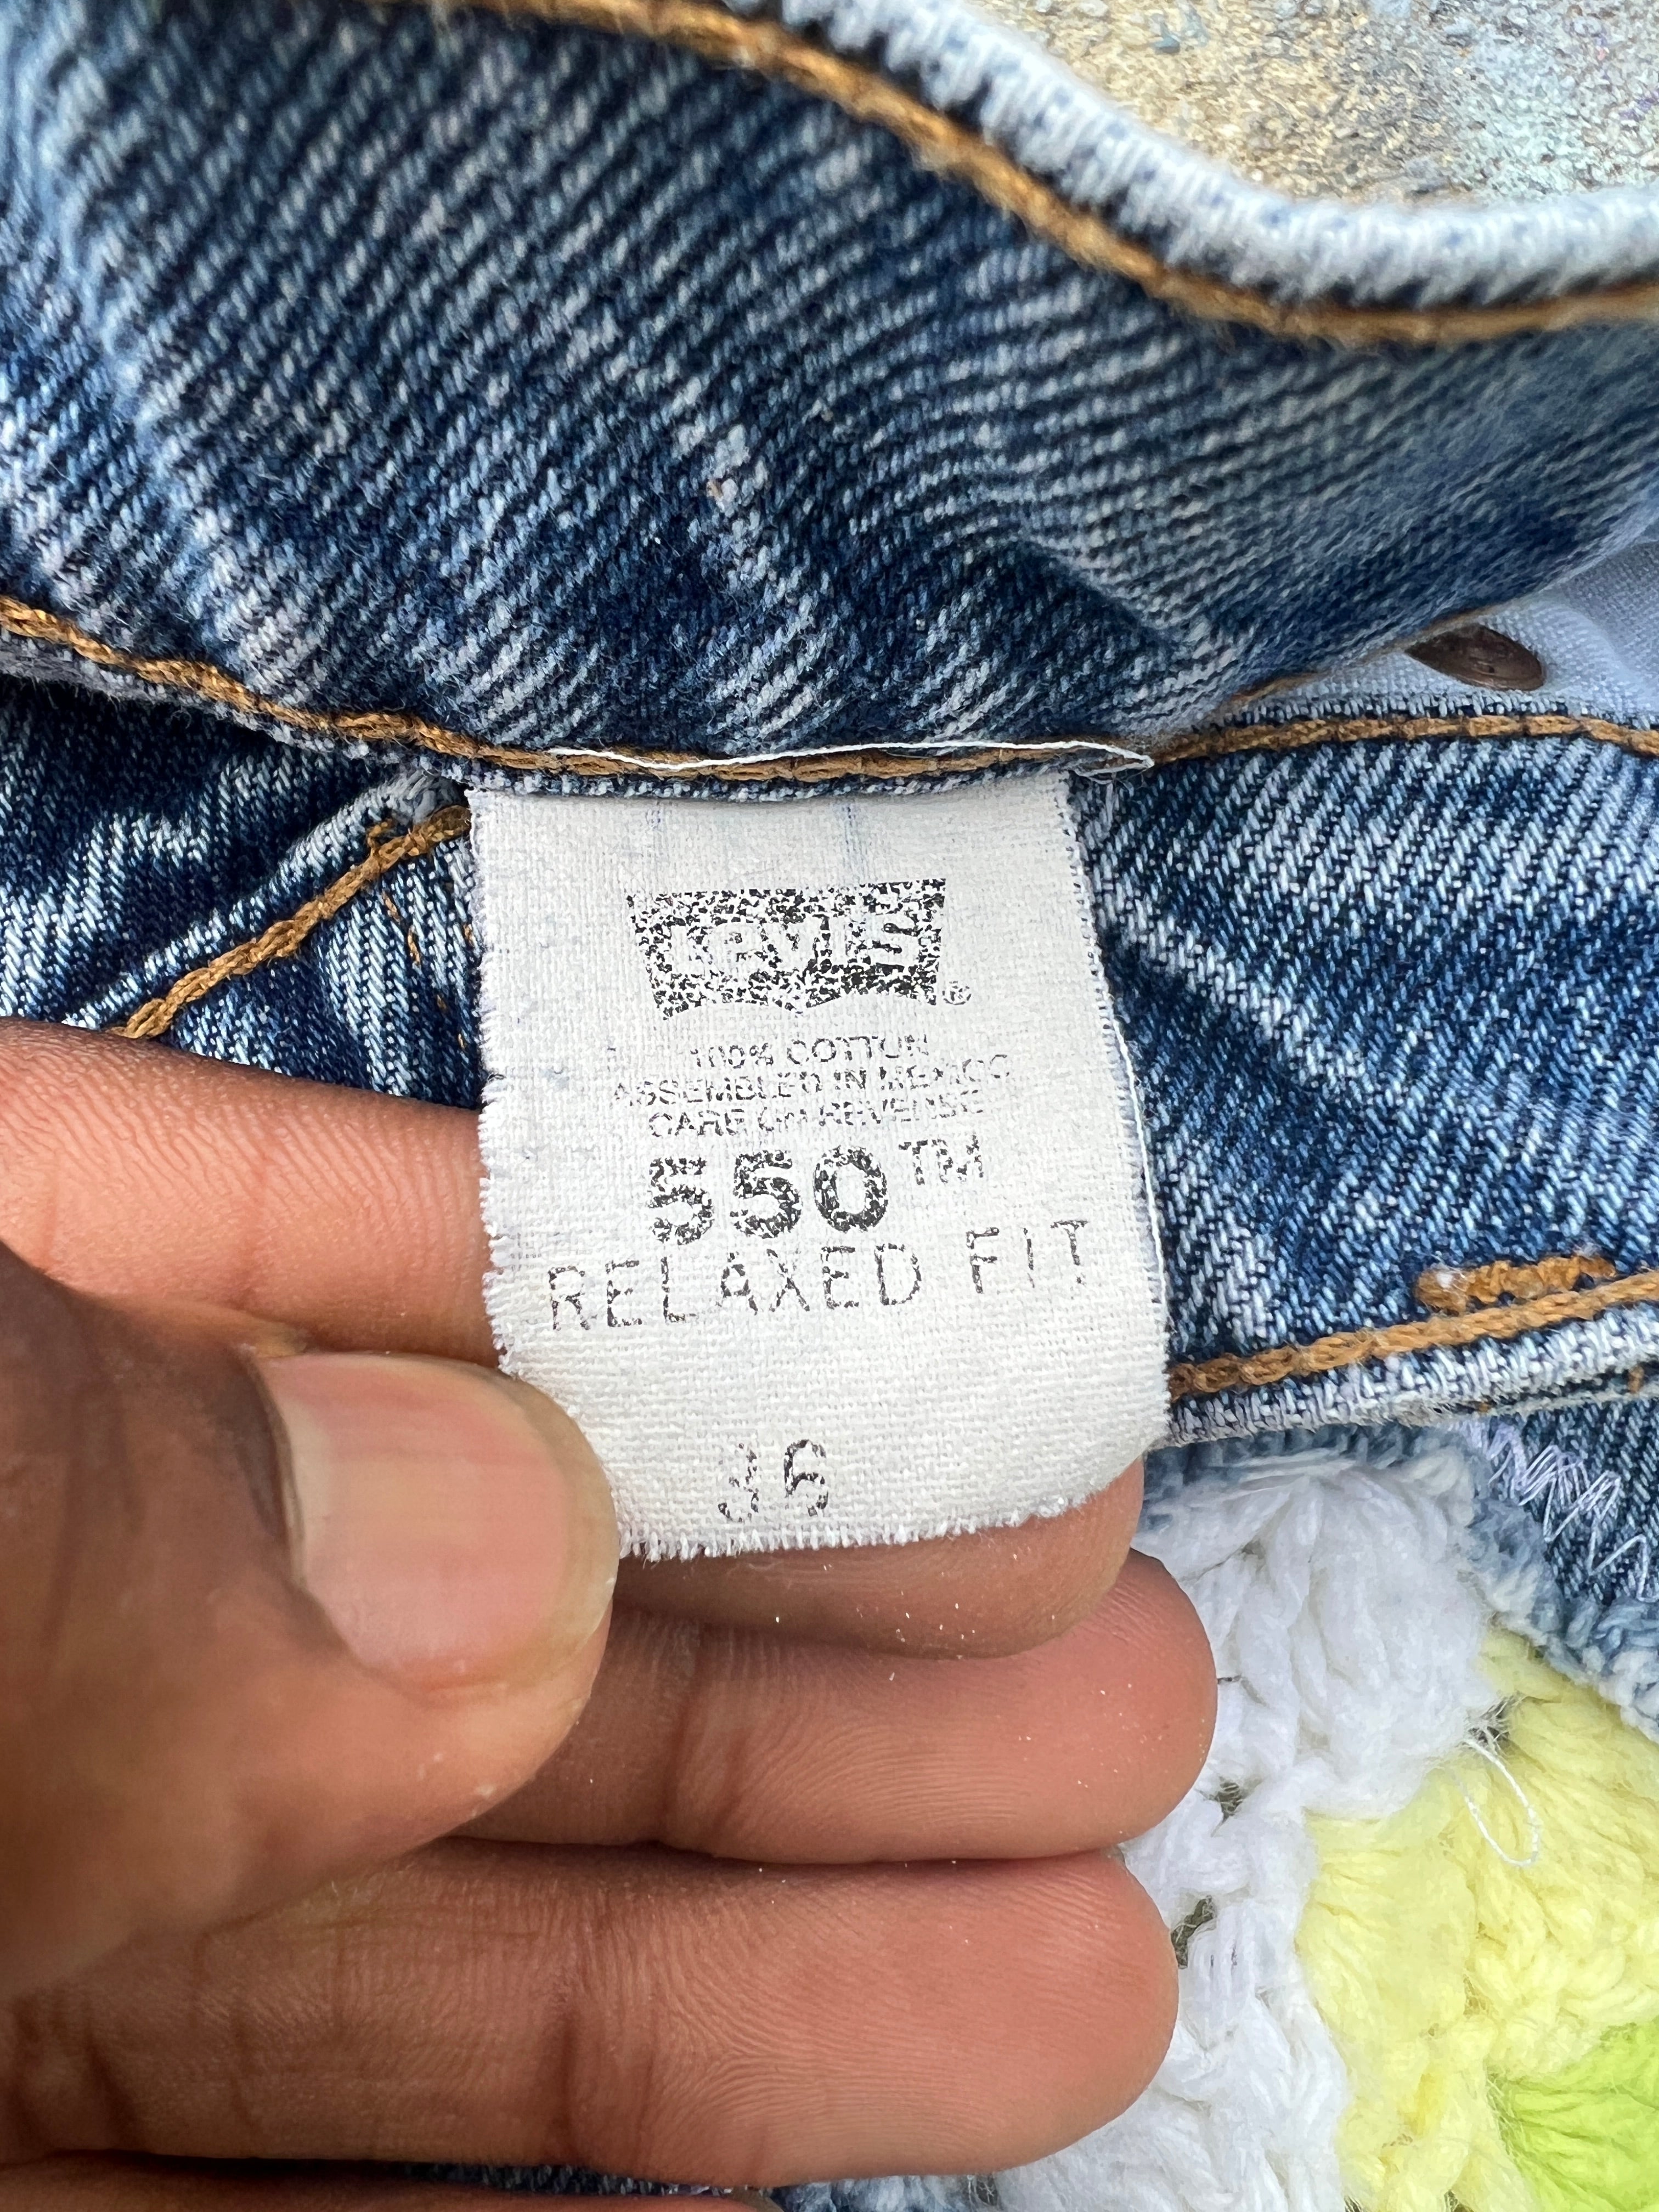 LEVI'S®
100% COTTON
ASSEMBLED IN MEXICO
CARE ON REVERSE
550™
RELAXED FIT
36